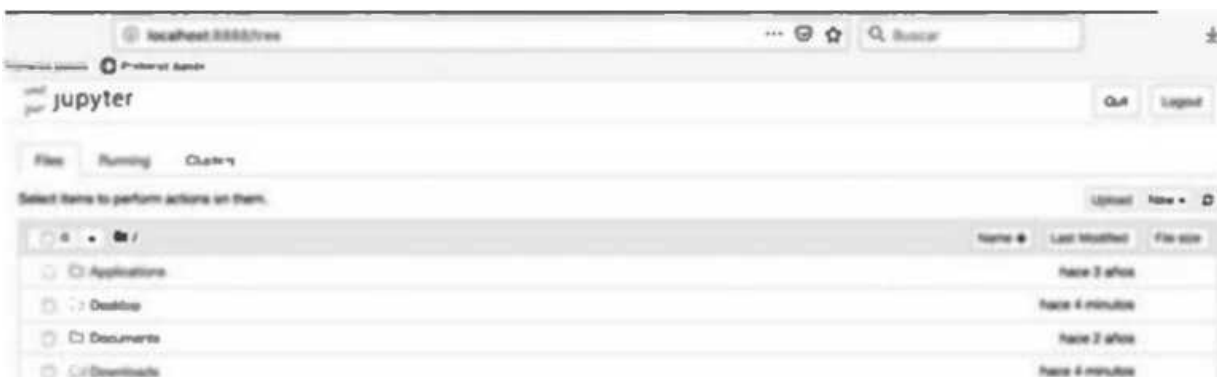 localhost:8888/tree
Buscar
jupyter
Quit
Logout
Files Running Clusters
Select items to perform actions on them.
Upload New
0 /
Name Last Modified File size
Applications hace 3 años
Desktop hace 4 minutos
Documents hace 2 años
Downloads hace 4 minutos